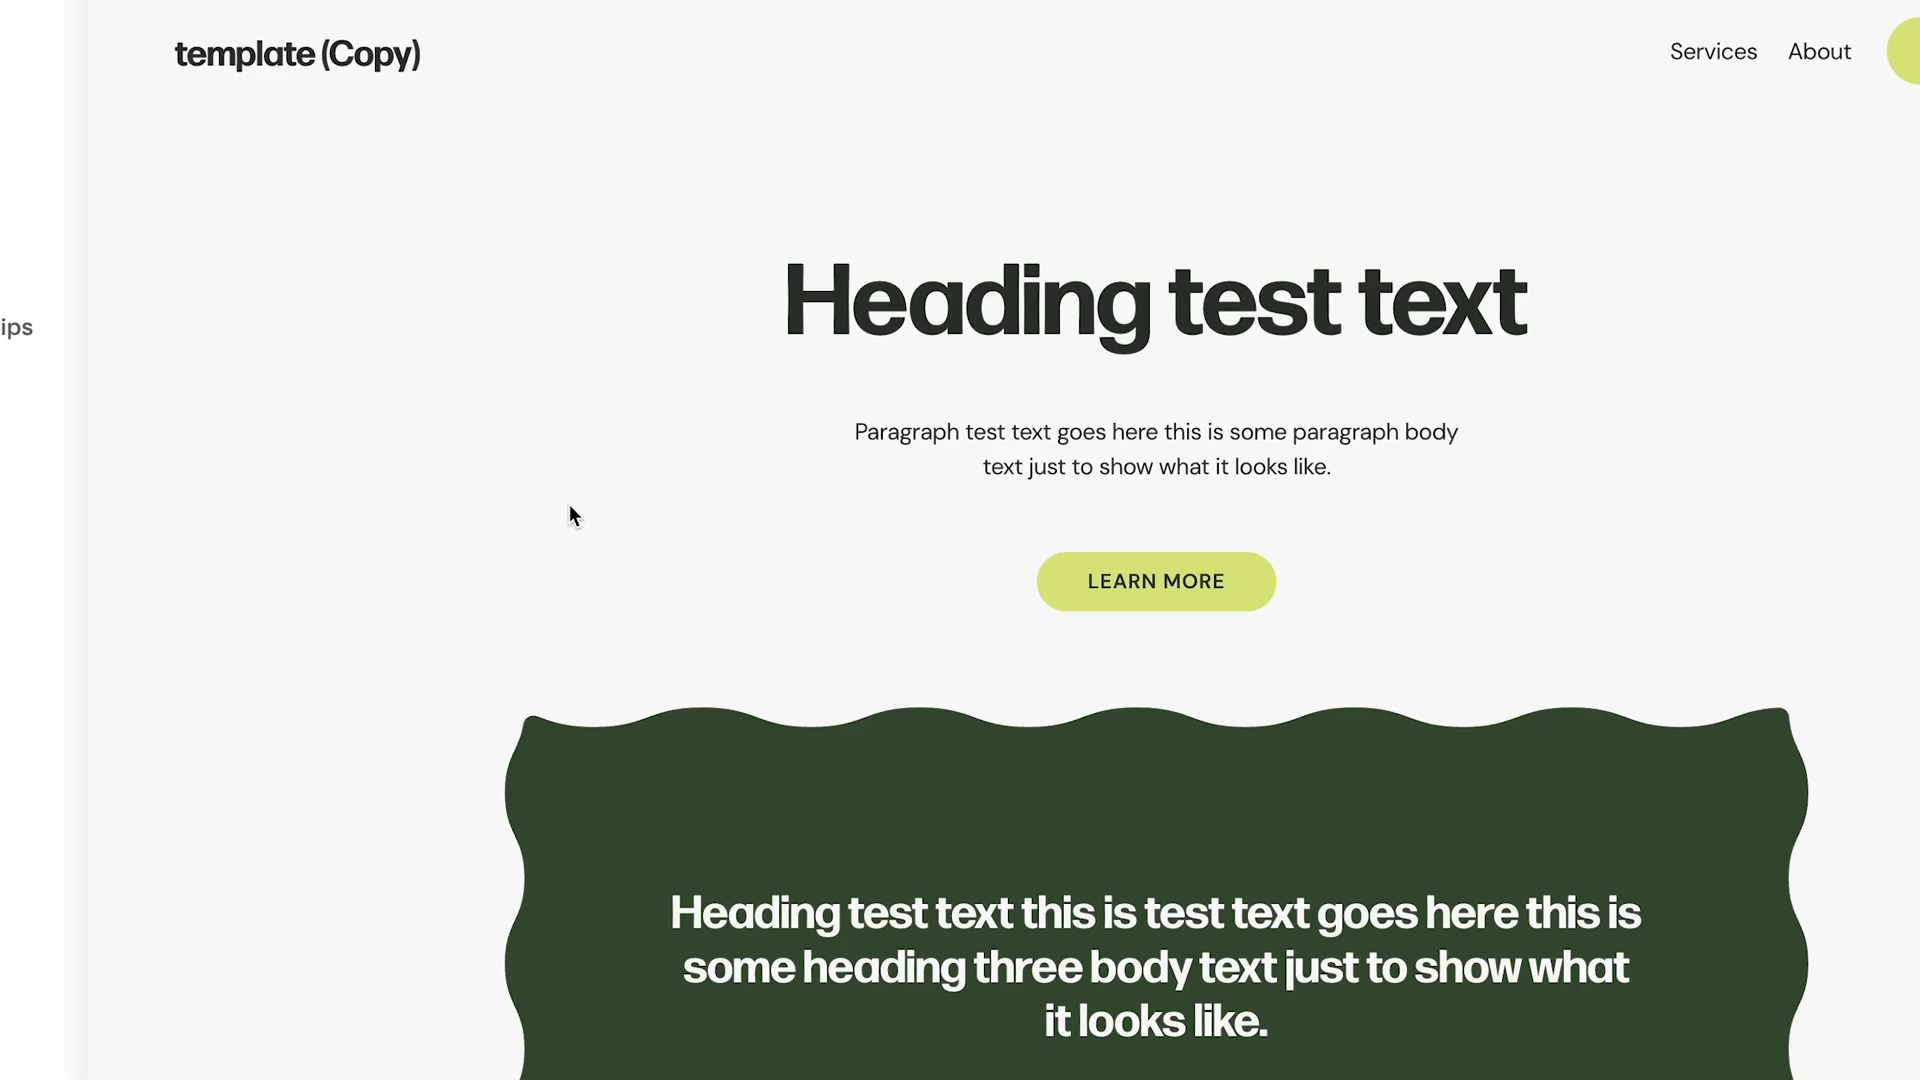 template (Copy)
Services
About
ips
Heading test text
Paragraph test text goes here this is some paragraph body
text just to show what it looks like.
LEARN MORE
Heading test text this is test text goes here this is
some heading three body text just to show what
it looks like.